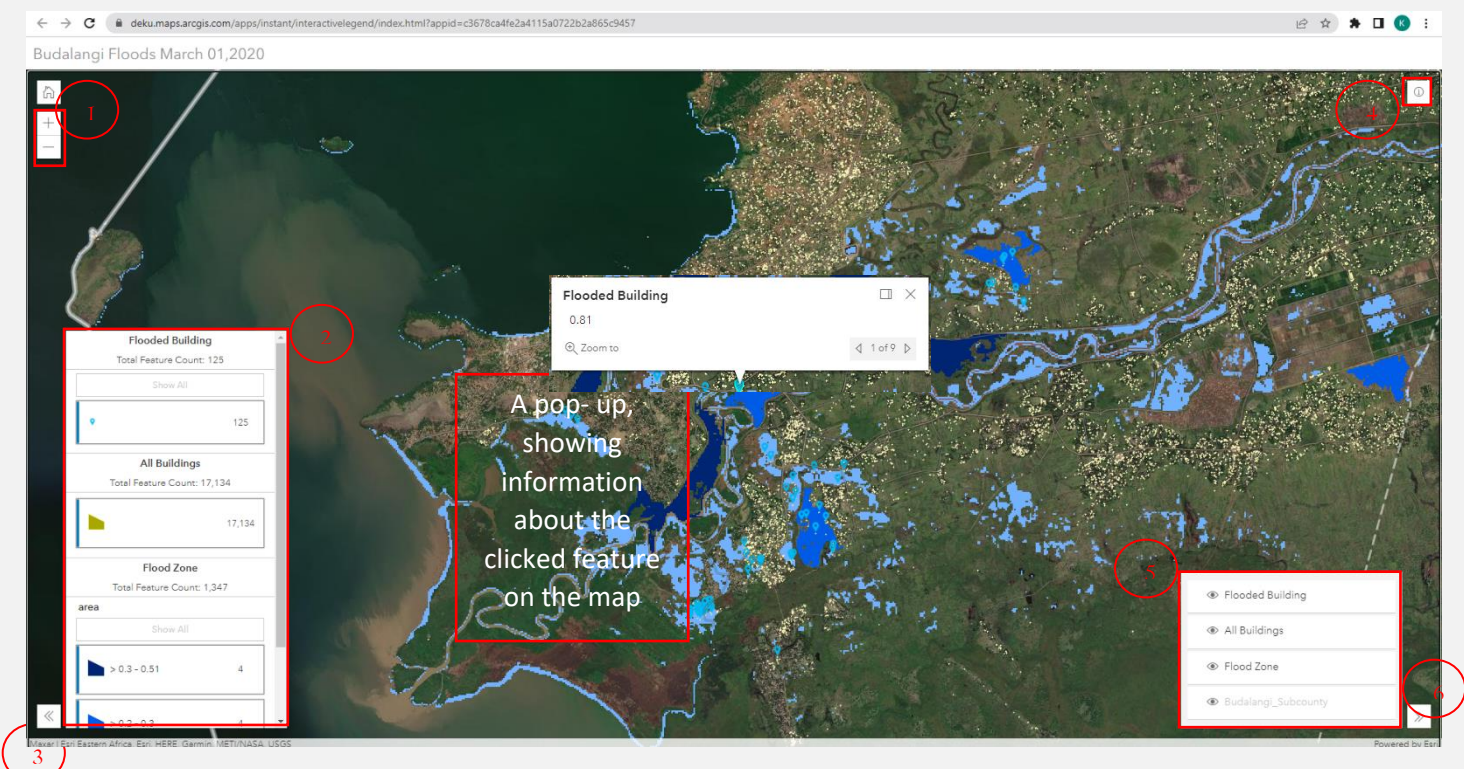 deku.maps.arcgis.com/apps/instant/interactivelegend/index.html?appid=c3678ca4fe2a4115a0722b2a865c9457
K
Budalangi Floods March 01,2020
1
4
2
Flooded Building
0.81
Zoom to
1 of 9
Flooded Building
Total Feature Count: 125
Show All
125
All Buildings
Total Feature Count: 17,134
17,134
Flood Zone
Total Feature Count: 1,347
area
Show All
> 0.3 - 0.51 4
> 0.2 - 0.3 4
A pop- up,
showing
information
about the
clicked feature
on the map
5
Flooded Building
All Buildings
Flood Zone
Budalangi_Subcounty
6
3
Maxar | Esri Eastern Africa, Esri, HERE, Garmin, METI/NASA, USGS
Powered by Esri